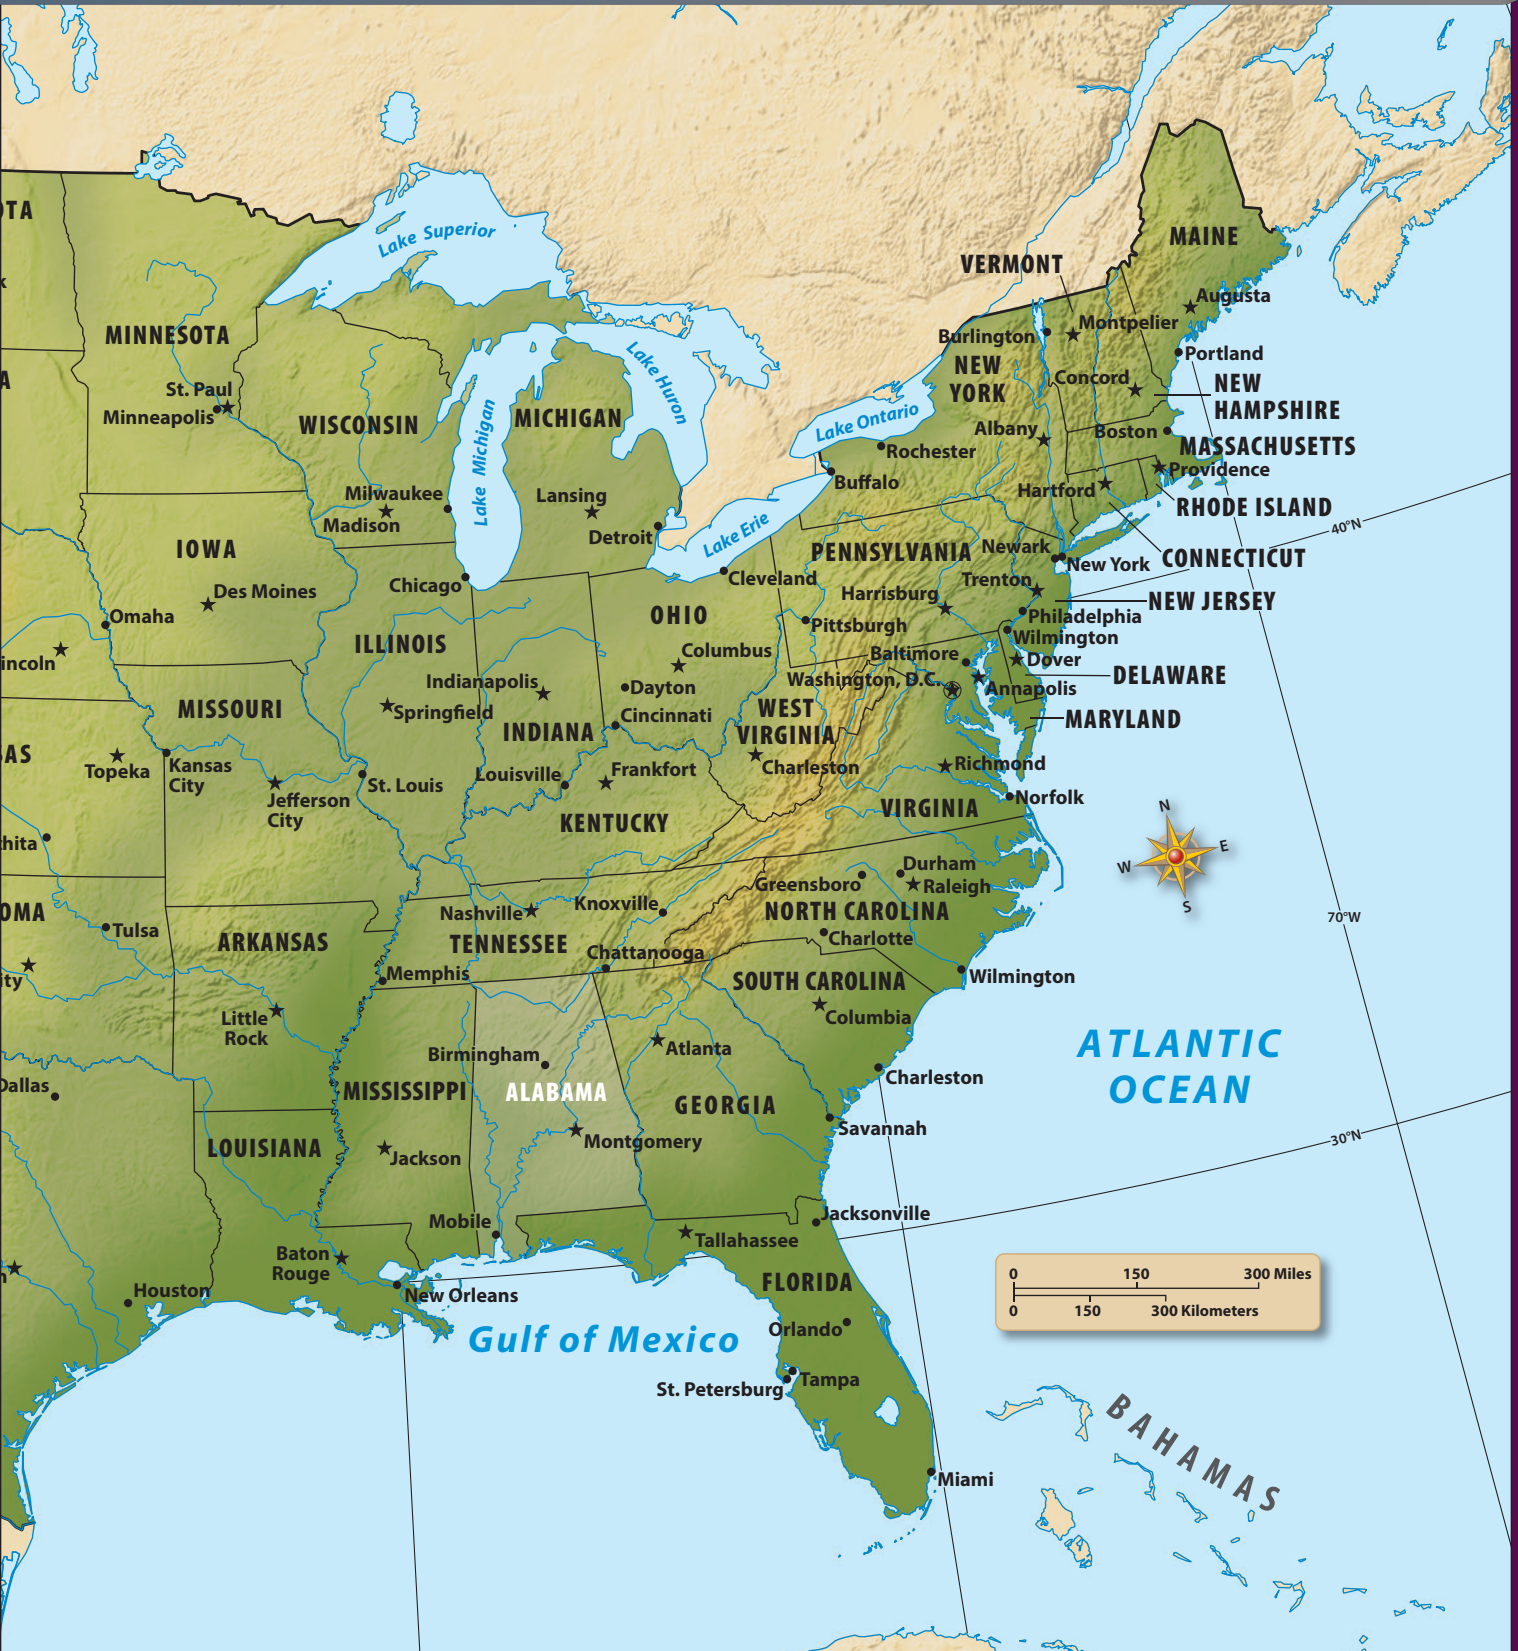 Lake Superior
MAINE
VERMONT
Augusta
Montpelier
MINNESOTA
Burlington
Portland
NEW
YORK
Lake Huron
Concord
NEW
HAMPSHIRE
St. Paul
Minneapolis
WISCONSIN
MICHIGAN
Lake Michigan
Lake Ontario
Albany
Boston
MASSACHUSETTS
Rochester
Providence
Buffalo
Hartford
RHODE ISLAND
Milwaukee
Madison
Lansing
Detroit
Lake Erie
40°N
IOWA
PENNSYLVANIA
Newark
New York
CONNECTICUT
Chicago
Cleveland
Trenton
Des Moines
Harrisburg
NEW JERSEY
Omaha
OHIO
Philadelphia
Pittsburgh
Wilmington
ILLINOIS
Columbus
Baltimore
Dover
Washington, D.C.
DELAWARE
Indianapolis
Dayton
Annapolis
MISSOURI
Springfield
INDIANA
Cincinnati
WEST
VIRGINIA
MARYLAND
Topeka
Kansas
City
Jefferson
City
St. Louis
Louisville
Frankfort
Charleston
Richmond
Norfolk
KENTUCKY
VIRGINIA
N
W
E
S
Durham
Greensboro
Raleigh
Nashville
Knoxville
NORTH CAROLINA
70°W
Tulsa
ARKANSAS
TENNESSEE
Charlotte
Chattanooga
Memphis
SOUTH CAROLINA
Wilmington
Little
Rock
Columbia
Birmingham
Atlanta
ATLANTIC
OCEAN
Dallas
MISSISSIPPI
ALABAMA
GEORGIA
Charleston
LOUISIANA
Jackson
Montgomery
Savannah
30°N
Mobile
Jacksonville
Tallahassee
Baton
Rouge
FLORIDA
Houston
New Orleans
0 150 300 Miles
0 150 300 Kilometers
Gulf of Mexico
Orlando
St. Petersburg
Tampa
BAHAMAS
Miami